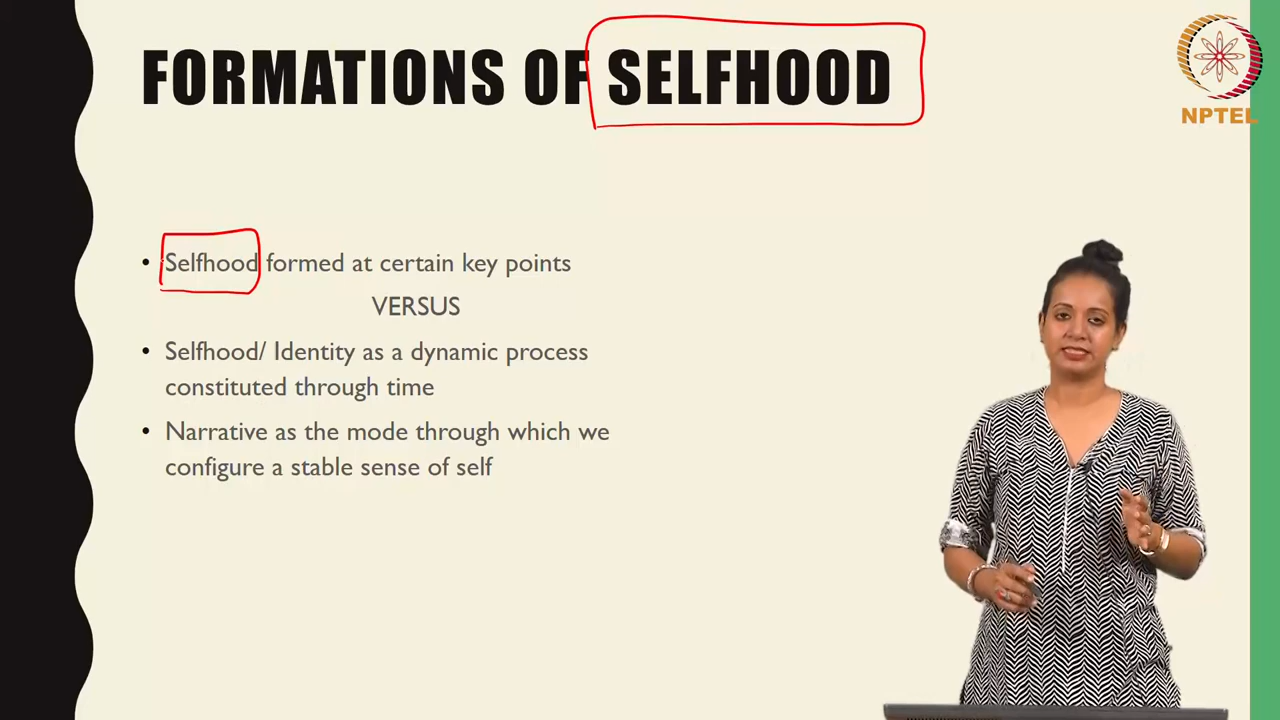 FORMATIONS OF SELFHOOD
NPTEL
• Selfhood formed at certain key points
VERSUS
• Selfhood/ Identity as a dynamic process
constituted through time
• Narrative as the mode through which we
configure a stable sense of self